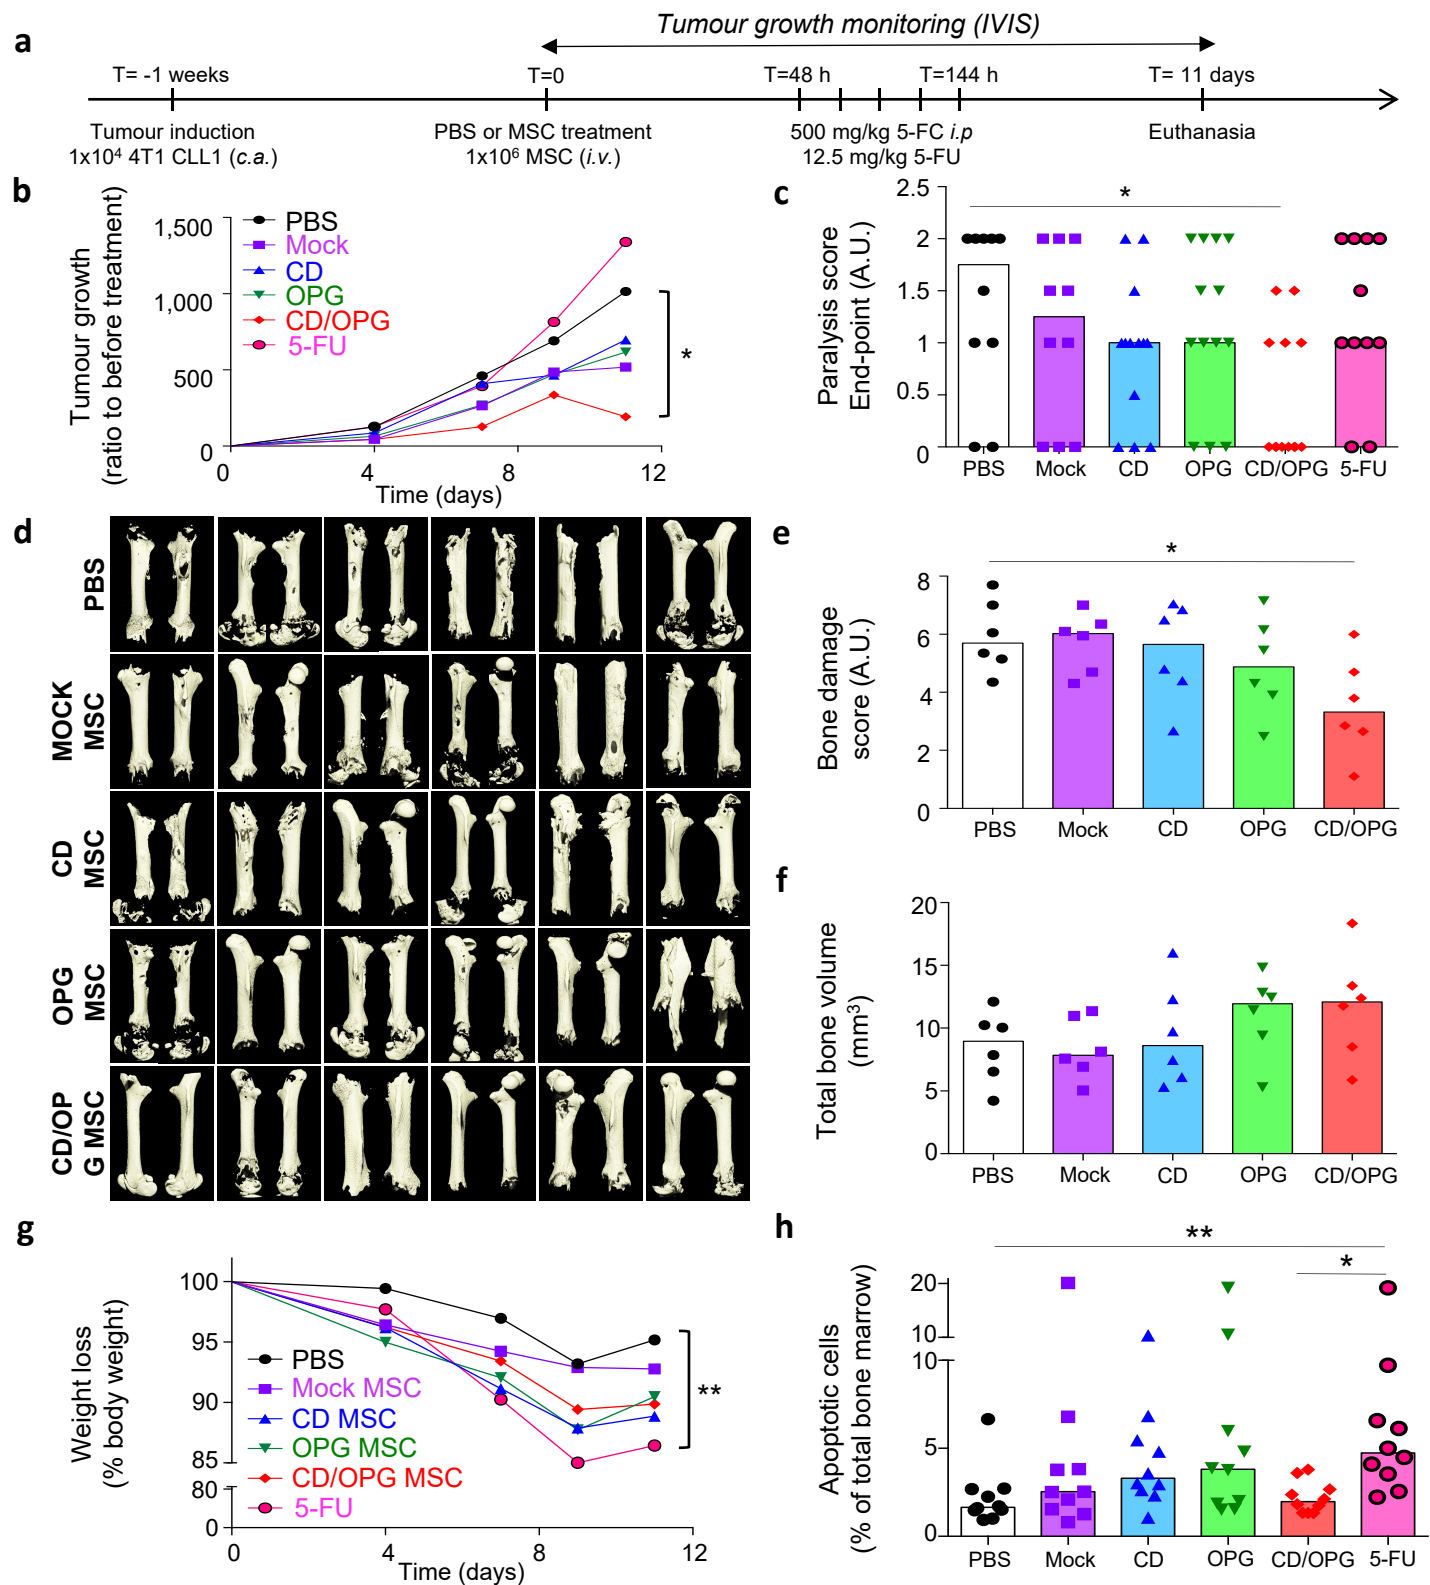 a
Tumour growth monitoring (IVIS)
T= -1 weeks
T=0
T=48 h
T=144 h
T= 11 days
Tumour induction
1x10⁴ 4T1 CLL1 (c.a.)
PBS or MSC treatment
1x10⁶ MSC (i.v.)
500 mg/kg 5-FC i.p
12.5 mg/kg 5-FU
Euthanasia
b
Tumour growth
(ratio to before treatment)
1,500
1,000
500
0
PBS
Mock
CD
OPG
CD/OPG
5-FU
*
0
4
8
12
Time (days)
c
Paralysis score
End-point (A.U.)
2.5
2
1.5
1
0.5
0
*
PBS
Mock
CD
OPG
CD/OPG
5-FU
d
PBS
MOCK
MSC
CD
MSC
OPG
MSC
CD/OP
G MSC
e
Bone damage
score (A.U.)
8
6
4
2
0
*
PBS
Mock
CD
OPG
CD/OPG
f
Total bone volume
(mm³)
20
15
10
5
0
PBS
Mock
CD
OPG
CD/OPG
g
Weight loss
(% body weight)
100
95
90
85
80
0
PBS
Mock MSC
CD MSC
OPG MSC
CD/OPG MSC
5-FU
**
0
4
8
12
Time (days)
h
Apoptotic cells
(% of total bone marrow)
20
10
10
5
0
**
*
PBS
Mock
CD
OPG
CD/OPG
5-FU